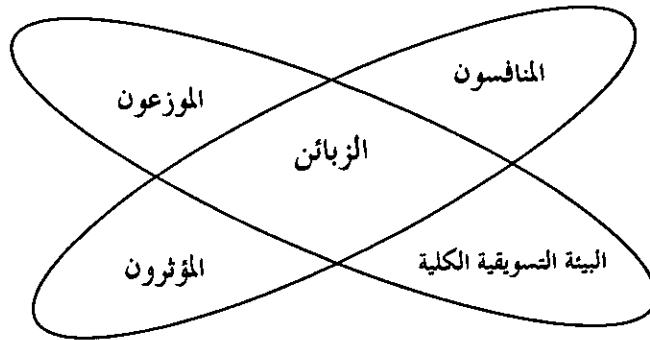 المنافسون
الموزعون
الزبائن
البيئة التسويقية الكلية
المؤثرون